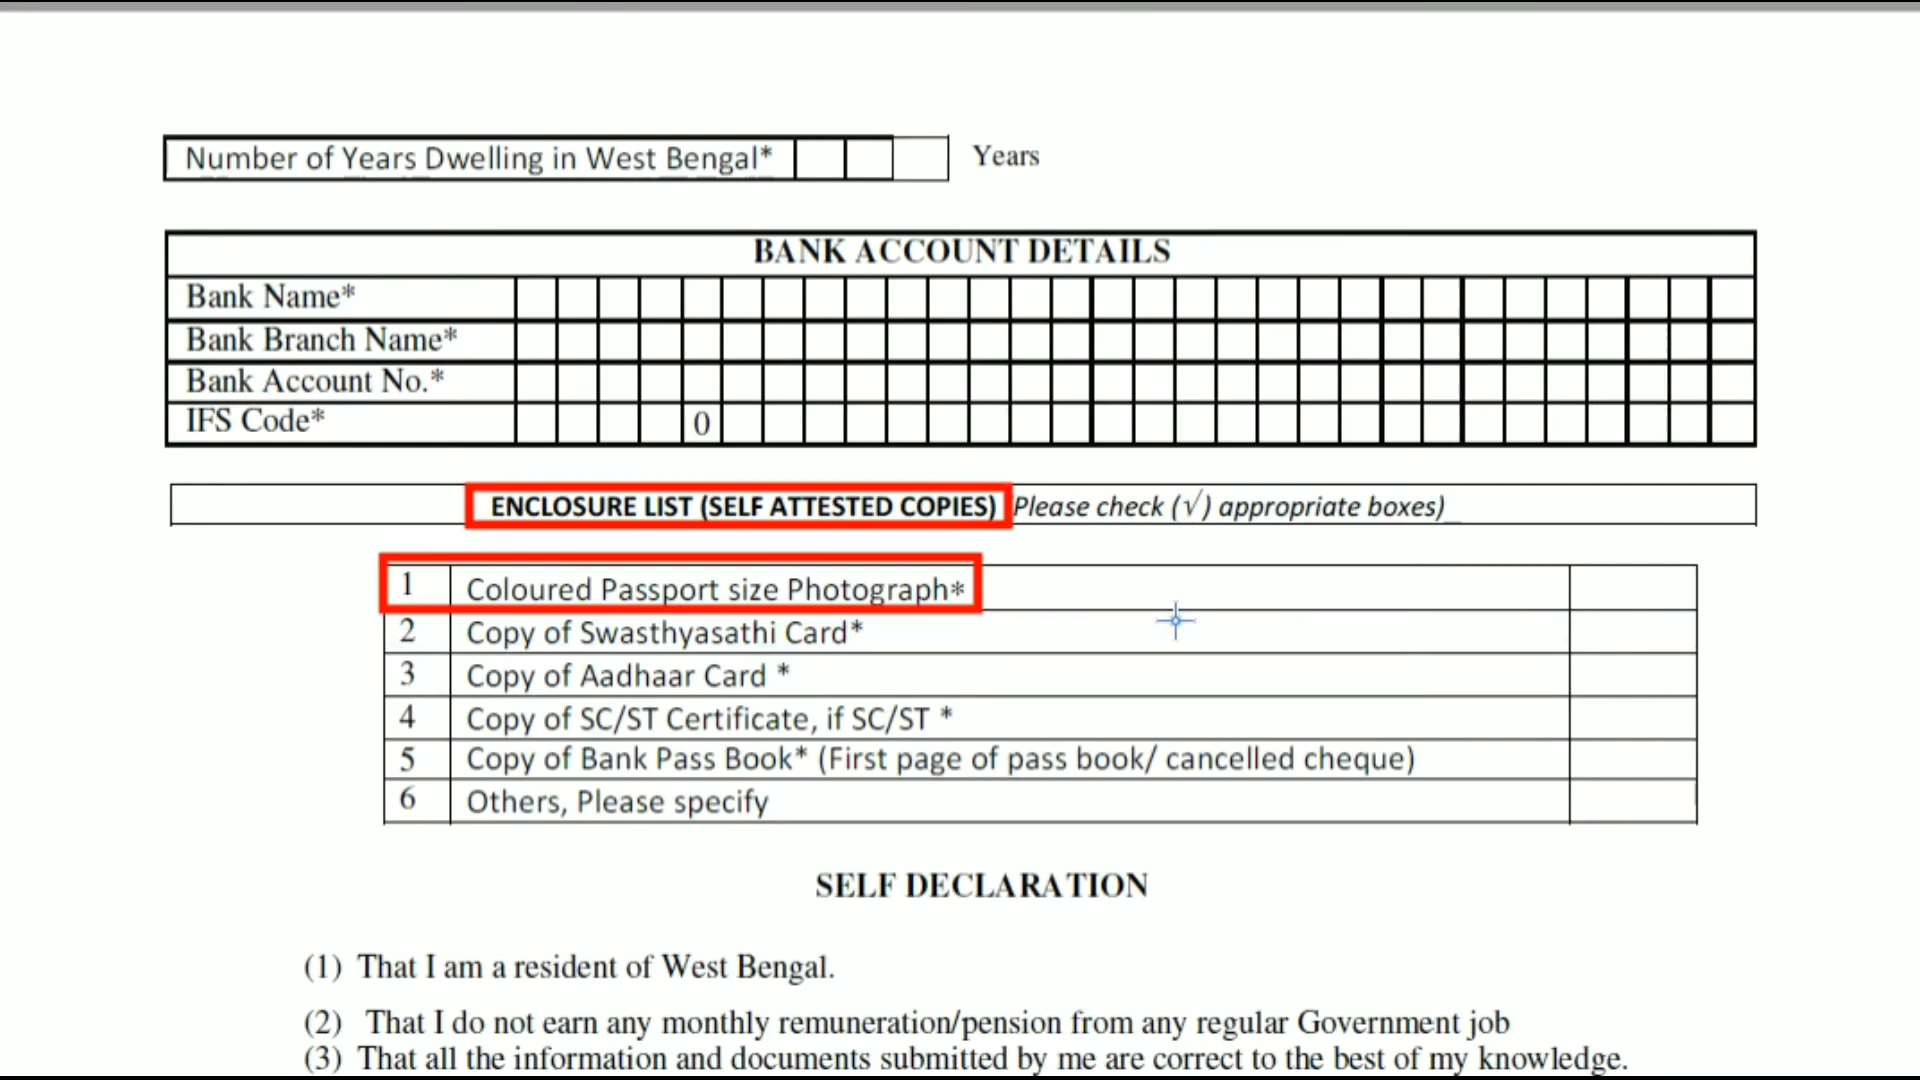 Number of Years Dwelling in West Bengal* Years
BANK ACCOUNT DETAILS
Bank Name*
Bank Branch Name*
Bank Account No.*
IFS Code* 0
ENCLOSURE LIST (SELF ATTESTED COPIES) Please check (√) appropriate boxes)
1 Coloured Passport size Photograph*
2 Copy of Swasthyasathi Card*
3 Copy of Aadhaar Card *
4 Copy of SC/ST Certificate, if SC/ST *
5 Copy of Bank Pass Book* (First page of pass book/ cancelled cheque)
6 Others, Please specify
SELF DECLARATION
(1) That I am a resident of West Bengal.
(2) That I do not earn any monthly remuneration/pension from any regular Government job
(3) That all the information and documents submitted by me are correct to the best of my knowledge.